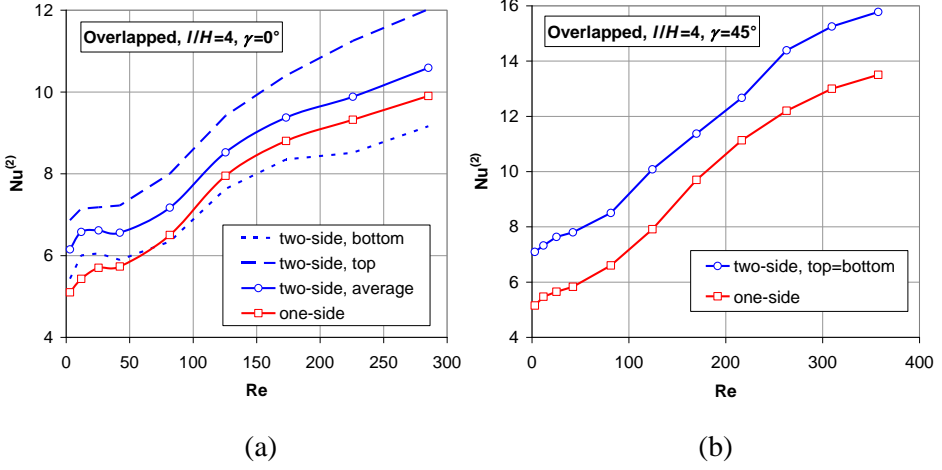 Overlapped, l//H=4, γ=0°
12
10
8
6
4
Nu(2)
two-side, bottom
two-side, top
two-side, average
one-side
0 50 100 150 200 250 300
Re
(a)
Overlapped, l//H=4, γ=45°
16
14
12
10
8
6
4
Nu(2)
two-side, top=bottom
one-side
0 100 200 300 400
Re
(b)